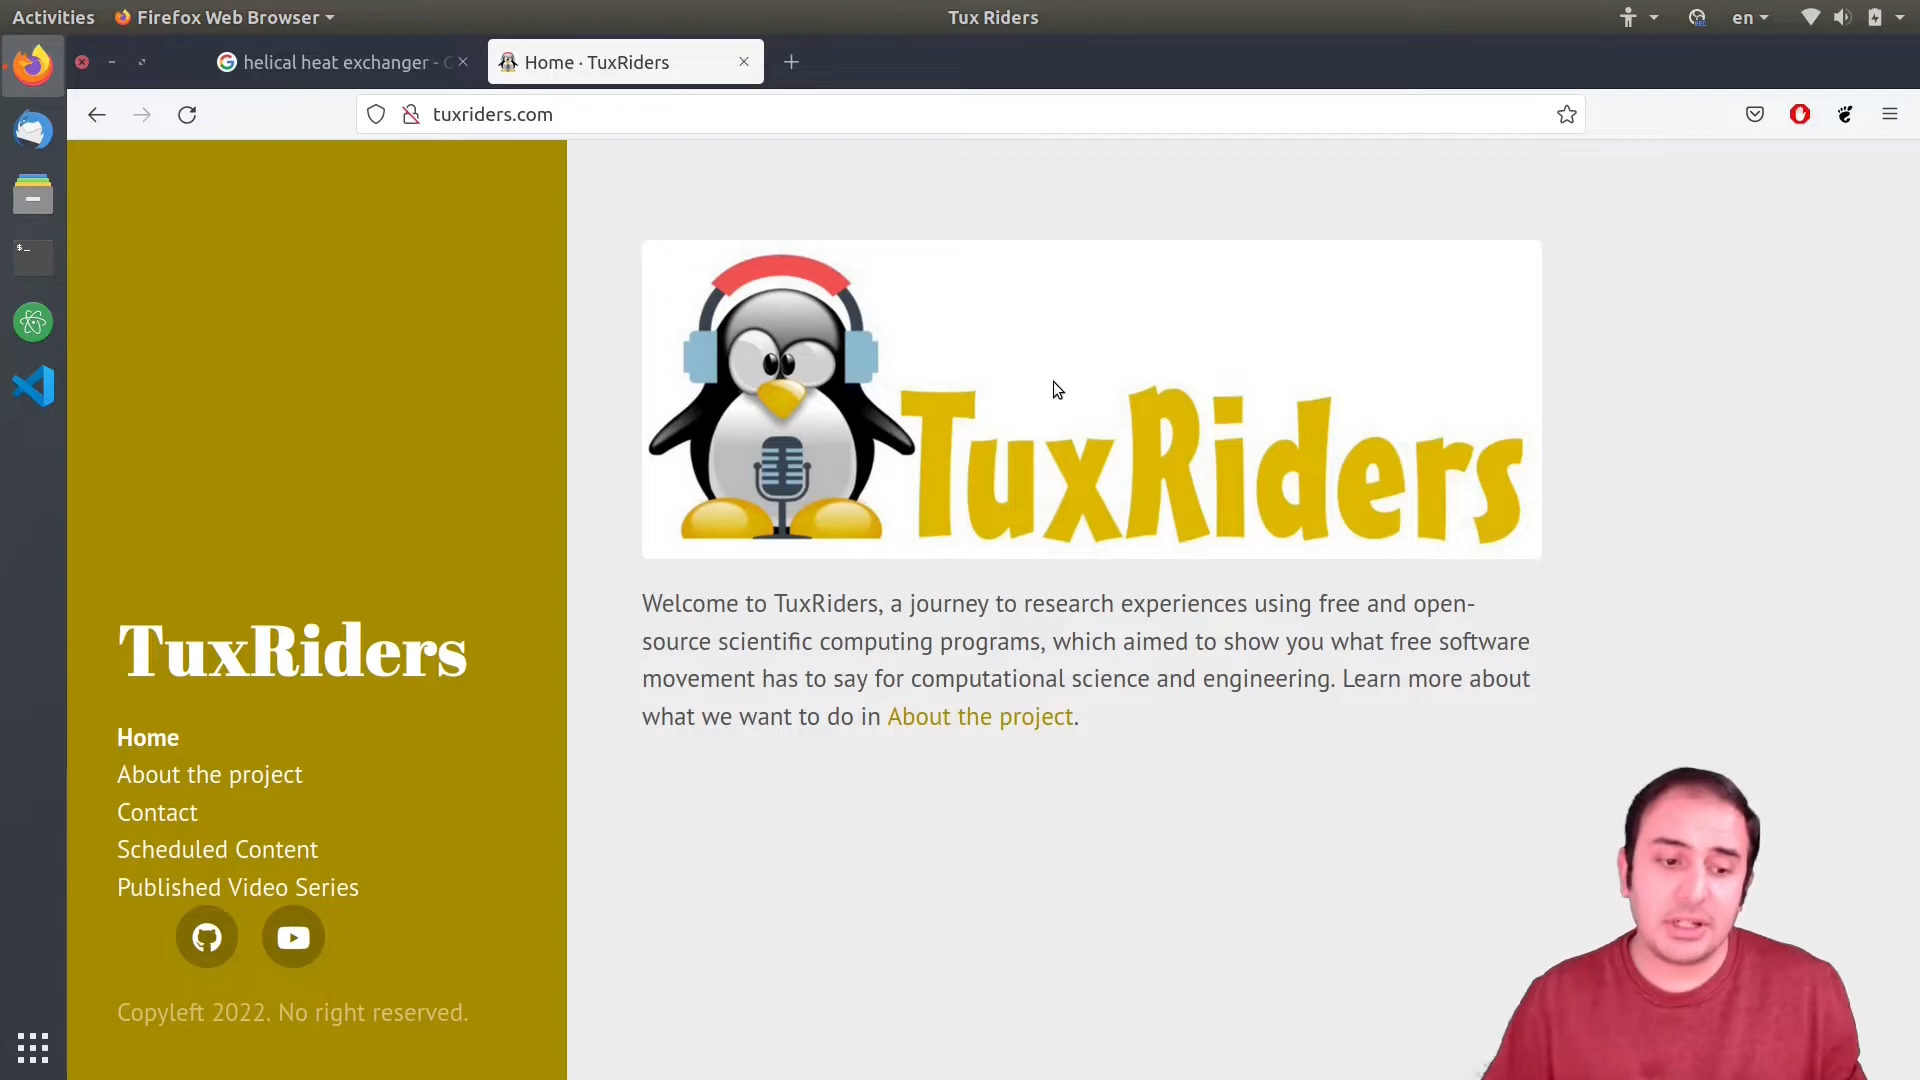 Activities
Firefox Web Browser
Tux Riders
en
helical heat exchanger -
Home · TuxRiders
tuxriders.com
TuxRiders
Welcome to TuxRiders, a journey to research experiences using free and open-
source scientific computing programs, which aimed to show you what free software
movement has to say for computational science and engineering. Learn more about
what we want to do in About the project.
TuxRiders
Home
About the project
Contact
Scheduled Content
Published Video Series
Copyleft 2022. No right reserved.